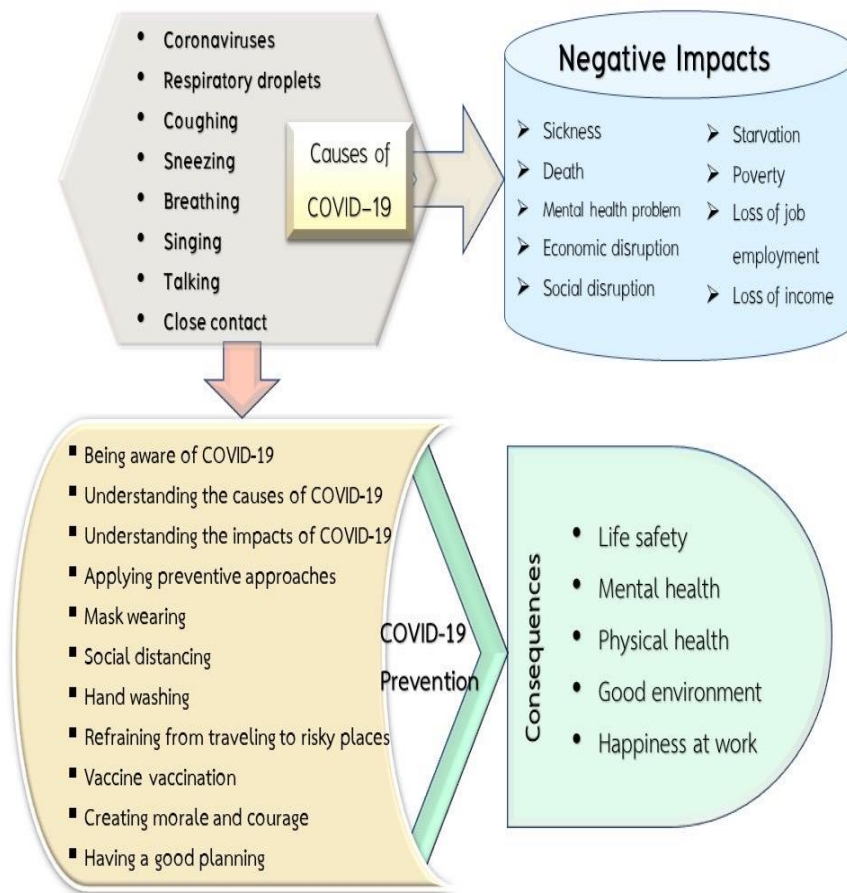 Coronaviruses
Respiratory droplets
Coughing
Sneezing
Breathing
Singing
Talking
Close contact
Causes of
COVID-19
Negative Impacts
Sickness
Death
Mental health problem
Economic disruption
Social disruption
Starvation
Poverty
Loss of job
employment
Loss of income
Being aware of COVID-19
Understanding the causes of COVID-19
Understanding the impacts of COVID-19
Applying preventive approaches
Mask wearing
Social distancing
Hand washing
Refraining from traveling to risky places
Vaccine vaccination
Creating morale and courage
Having a good planning
COVID-19
Prevention
Consequences
Life safety
Mental health
Physical health
Good environment
Happiness at work